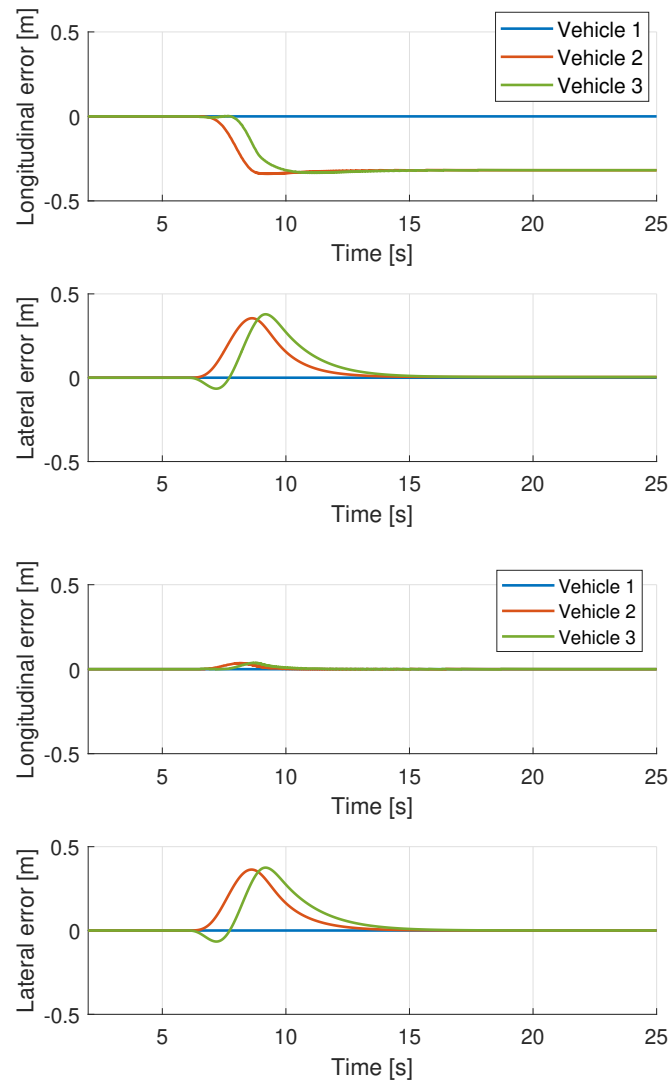 Longitudinal error [m]
0.5
0
-0.5
Vehicle 1
Vehicle 2
Vehicle 3
5 10 15 20 25
Time [s]
Lateral error [m]
0.5
0
-0.5
5 10 15 20 25
Time [s]
Longitudinal error [m]
0.5
0
-0.5
Vehicle 1
Vehicle 2
Vehicle 3
5 10 15 20 25
Time [s]
Lateral error [m]
0.5
0
-0.5
5 10 15 20 25
Time [s]